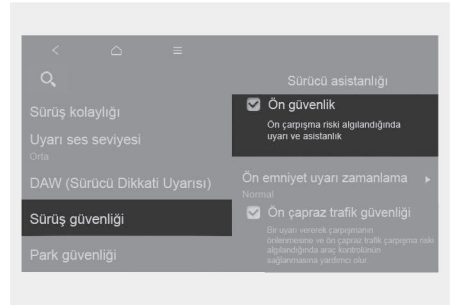 Sürücü asistanlığı
Sürüş kolaylığı
Uyarı ses seviyesi
Orta
DAW (Sürücü Dikkati Uyarısı)
Sürüş güvenliği
Park güvenliği
Ön güvenlik
Ön çarpışma riski algılandığında
uyarı ve asistanlık
Ön emniyet uyarı zamanlama
Normal
Ön çapraz trafik güvenliği
Bir uyarı vererek çarpışmanın
önlenmesine ve ön çapraz trafik çarpışma riski
algılandığında araç kontrolünün
sağlanmasına yardımcı olur